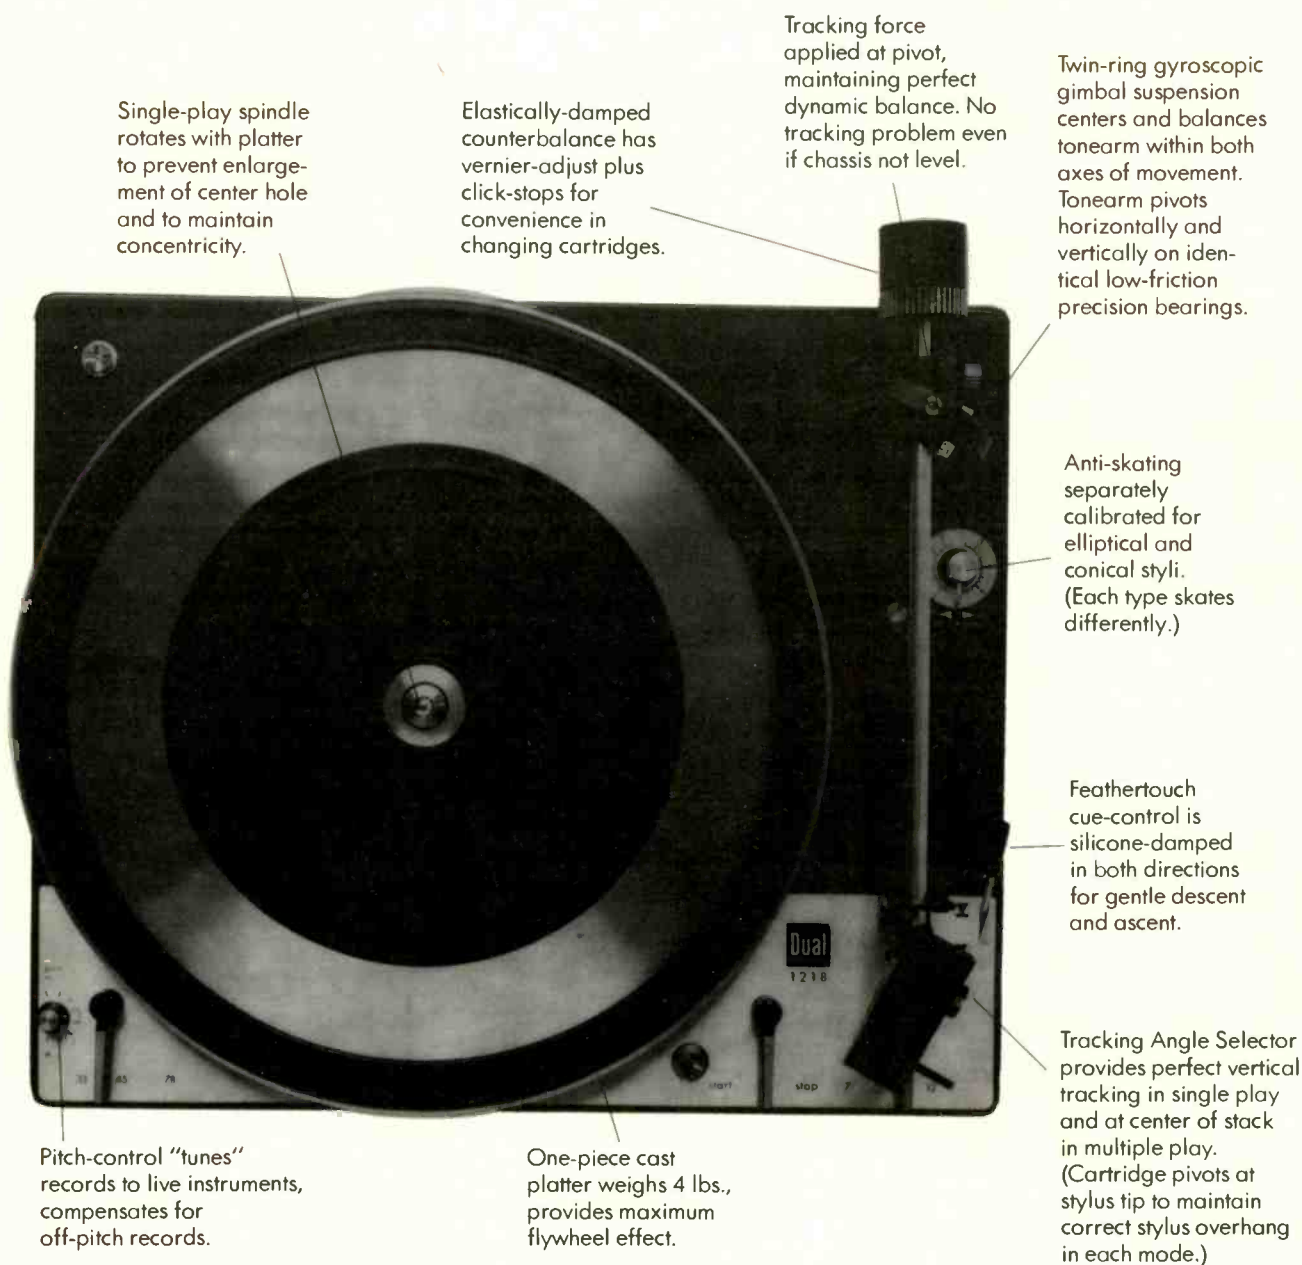 Tracking force
applied at pivot,
maintaining perfect
dynamic balance. No
tracking problem even
if chassis not level.
Single-play spindle
rotates with platter
to prevent enlarge-
ment of center hole
and to maintain
concentricity.
Elastically-damped
counterbalance has
vernier-adjust plus
click-stops for
convenience in
changing cartridges.
Twin-ring gyroscopic
gimbal suspension
centers and balances
tonearm within both
axes of movement.
Tonearm pivots
horizontally and
vertically on iden-
tical low-friction
precision bearings.
Anti-skating
separately
calibrated for
elliptical and
conical styli.
(Each type skates
differently.)
Feathertouch
cue-control is
silicone-damped
in both directions
for gentle descent
and ascent.
Dual
1218
33 45 78
start stop 7
Tracking Angle Selector
provides perfect vertical
tracking in single play
and at center of stack
in multiple play.
(Cartridge pivots at
stylus tip to maintain
correct stylus overhang
in each mode.)
Pitch-control "tunes"
records to live instruments,
compensates for
off-pitch records.
One-piece cast
platter weighs 4 lbs.,
provides maximum
flywheel effect.